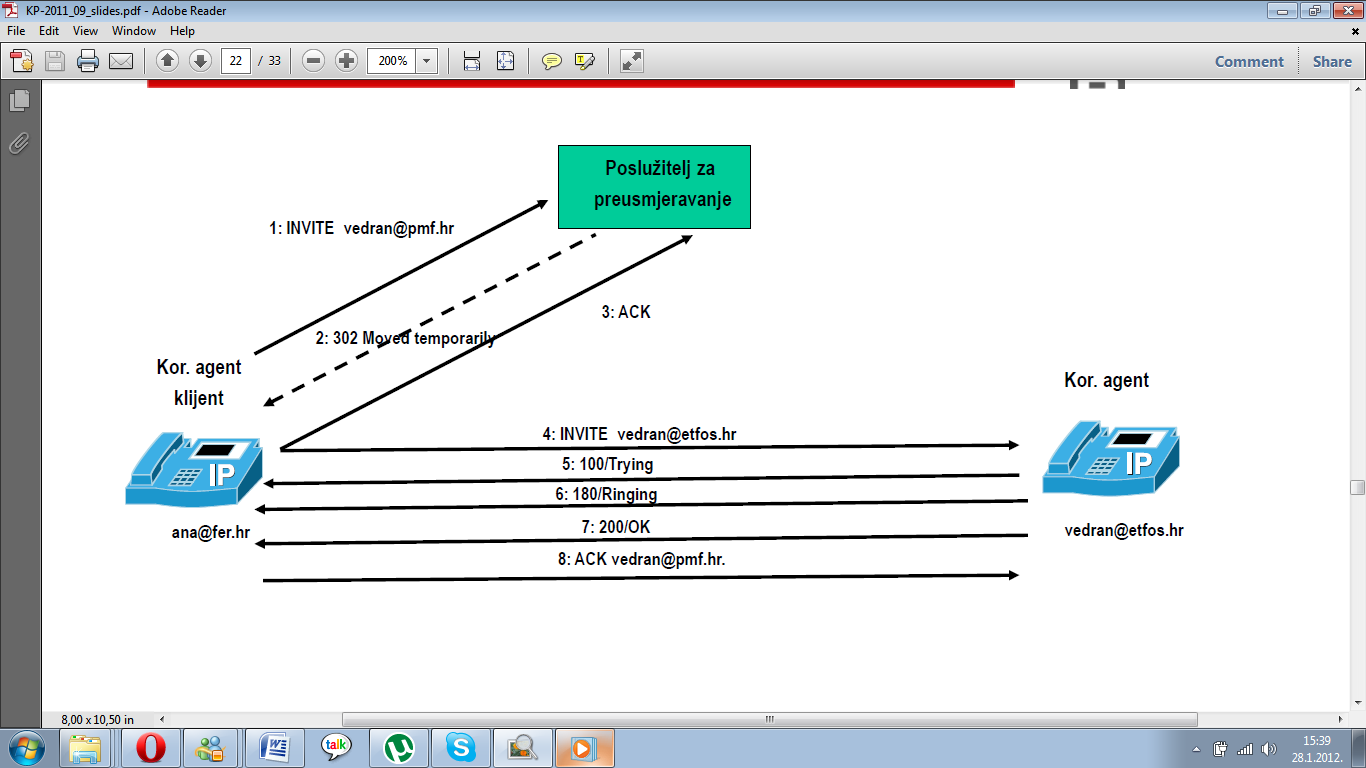 KP-2011_09_slides.pdf - Adobe Reader
File Edit View Window Help
22 / 33 200% Comment Share
Poslužitelj za
preusmjeravanje
1: INVITE vedran@pmf.hr
3: ACK
2: 302 Moved temporarily
Kor. agent
klijent
Kor. agent
4: INVITE vedran@etfos.hr
5: 100/Trying
6: 180/Ringing
IP
IP
7: 200/OK
ana@fer.hr
vedran@etfos.hr
8: ACK vedran@pmf.hr.
8,00 x 10,50 in
talk
W
S
15:39
28.1.2012.